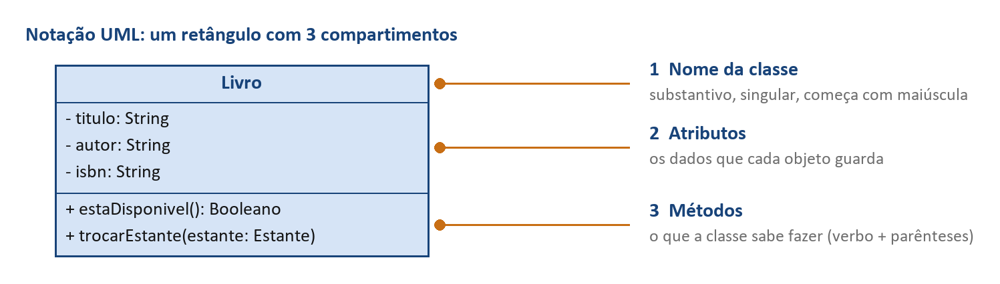 Notação UML: um retângulo com 3 compartimentos
Livro
- titulo: String
- autor: String
- isbn: String
+ estaDisponivel(): Booleano
+ trocarEstante(estante: Estante)
1 Nome da classe
substantivo, singular, começa com maiúscula
2 Atributos
os dados que cada objeto guarda
3 Métodos
o que a classe sabe fazer (verbo + parênteses)